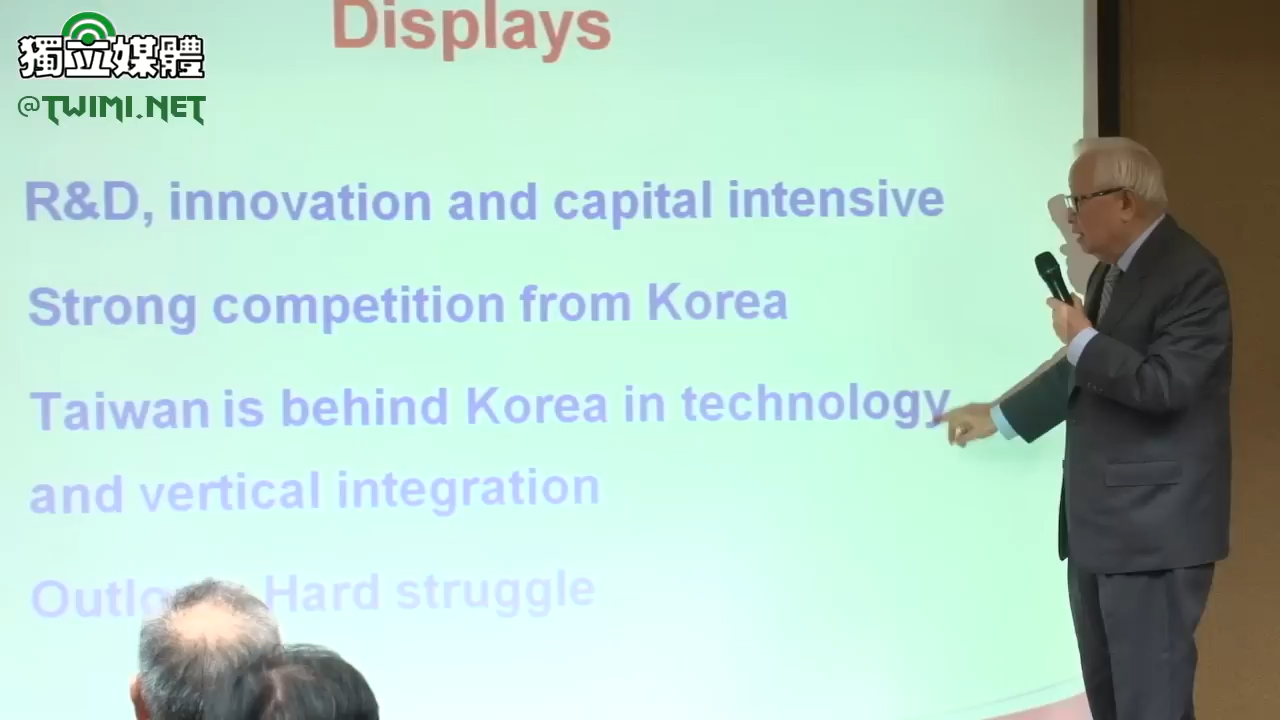 獨立媒體
@TWIMI.NET
Displays
R&D, innovation and capital intensive
Strong competition from Korea
Taiwan is behind Korea in technology
and vertical integration
Hard struggle